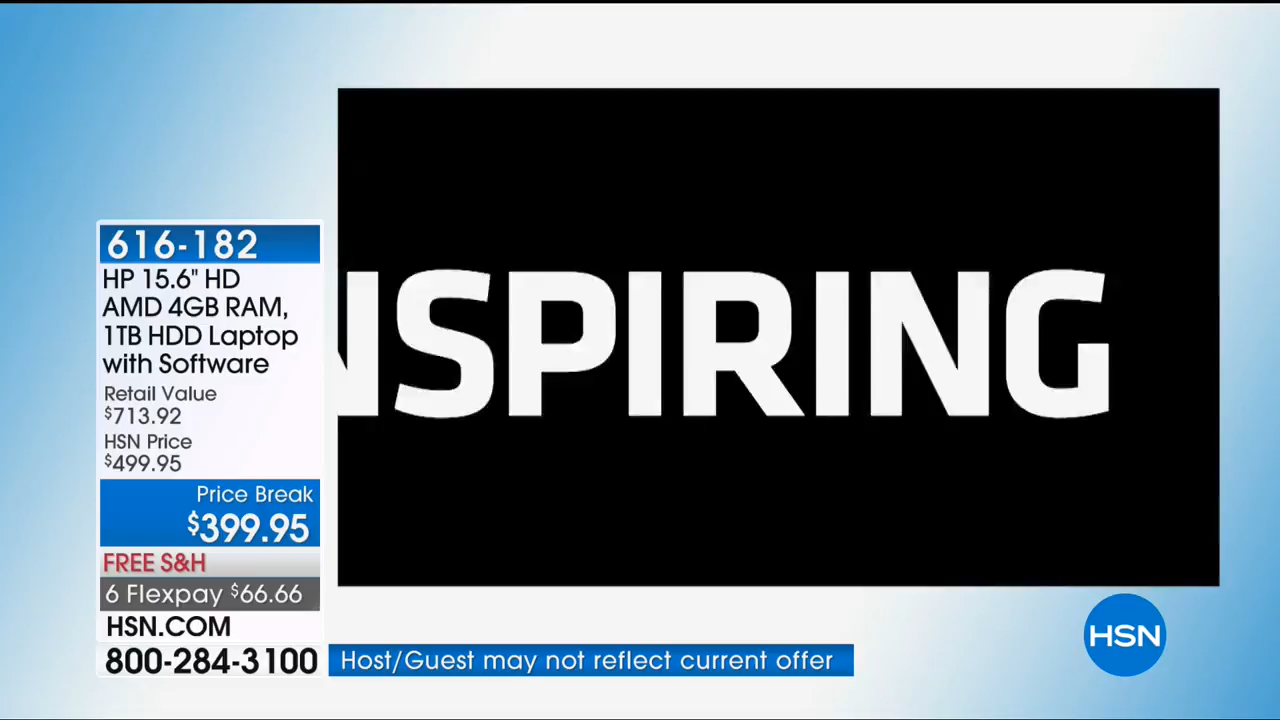 616-182
HP 15.6" HD
AMD 4GB RAM,
1TB HDD Laptop
with Software
Retail Value
$713.92
HSN Price
$499.95
Price Break
$399.95
FREE S&H
6 Flexpay $66.66
HSN.COM
800-284-3100
NSPIRING
Host/Guest may not reflect current offer
HSN